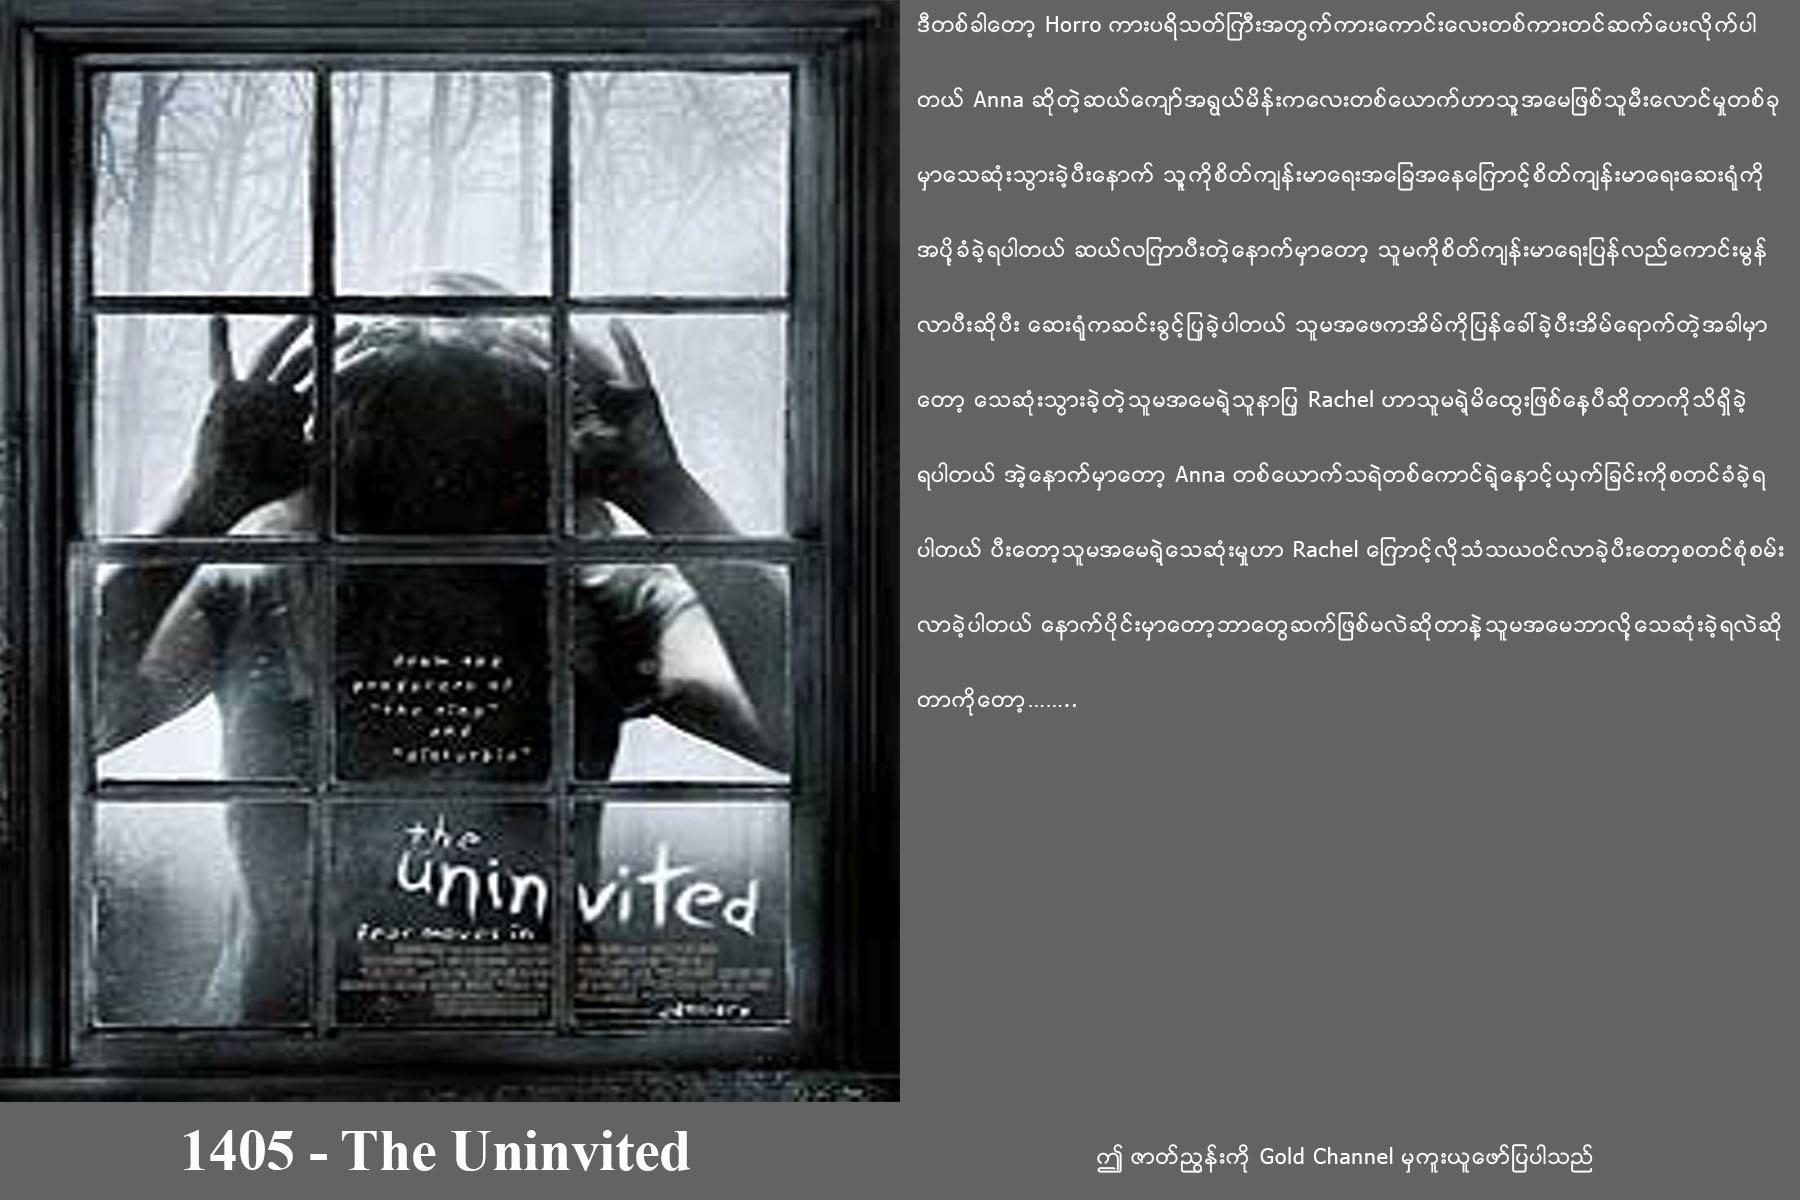 ဒီတစ်ခါတော့ Horro ကားပရိသတ်ကြီးအတွက်ကားကောင်းလေးတစ်ကားတင်ဆက်ပေးလိုက်ပါ
တယ် Anna ဆိုတဲ့ဆယ်ကျော်အရွယ်မိန်းကလေးတစ်ယောက်ဟာသူ့အမေဖြစ်သူမီးလောင်မှုတစ်ခု
မှာသေဆုံးသွားခဲ့ပီးနောက် သူ့ကိုစိတ်ကျန်းမာရေးအခြေအနေကြောင့်စိတ်ကျန်းမာရေးဆေးရုံကို
အပို့ခံခဲ့ရပါတယ် ဆယ်လကြာပီးတဲ့နောက်မှာတော့ သူမကိုစိတ်ကျန်းမာရေးပြန်လည်ကောင်းမွန်
လာပီးဆိုပီး ဆေးရုံကဆင်းခွင့်ပြုခဲ့ပါတယ် သူမအဖေကအိမ်ကိုပြန်ခေါ်ခဲ့ပီးအိမ်ရောက်တဲ့အခါမှာ
တော့ သေဆုံးသွားခဲ့တဲ့သူမအမေရဲ့သူနာပြု Rachel ဟာသူမရဲ့မိထွေးဖြစ်နေ့ပီဆိုတာကိုသိရှိခဲ့
ရပါတယ် အဲ့နောက်မှာတော့ Anna တစ်ယောက်သရဲတစ်ကောင်ရဲ့နှောင့်ယှက်ခြင်းကိုစတင်ခံခဲ့ရ
ပါတယ် ပီးတော့သူမအမေရဲ့သေဆုံးမှုဟာ Rachel ကြောင့်လိုသံသယဝင်လာခဲ့ပီးတော့စတင်စုံစမ်း
လာခဲ့ပါတယ် နောက်ပိုင်းမှာတော့ဘာတွေဆက်ဖြစ်မလဲဆိုတာနဲ့သူမအမေဘာလို့သေဆုံးခဲ့ရလဲဆို
တာကိုတော့........
from the
producers of
"the ring"
and
"disturbia"
the
uninvited
fear moves in
january
1405 - The Uninvited
ဤ ဇာတ်ညွှန်းကို Gold Channel မှကူးယူဖော်ပြပါသည်